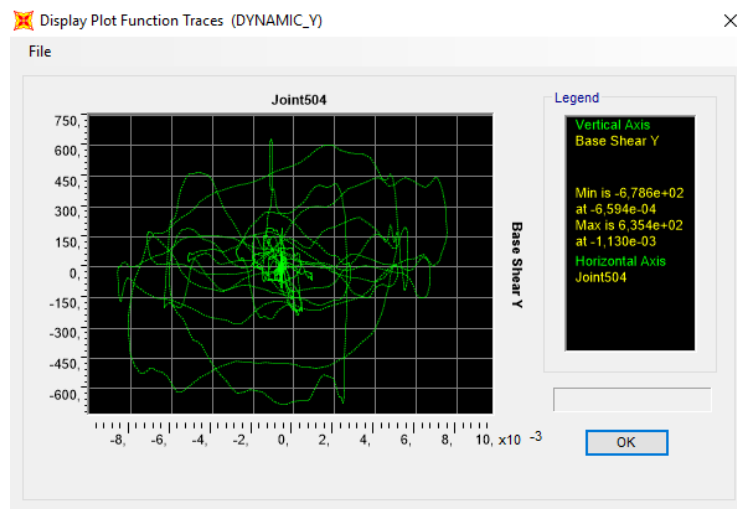 Display Plot Function Traces (DYNAMIC_Y)
File
Joint504
750,
600,
450,
300,
150,
0,
-150,
-300,
-450,
-600,
-8, -6, -4, -2, 0, 2, 4, 6, 8, 10, x10 -3
Base Shear Y
Legend
Vertical Axis
Base Shear Y
Min is -6,786e+02
at -6,594e-04
Max is 6,354e+02
at -1,130e-03
Horizontal Axis
Joint504
OK